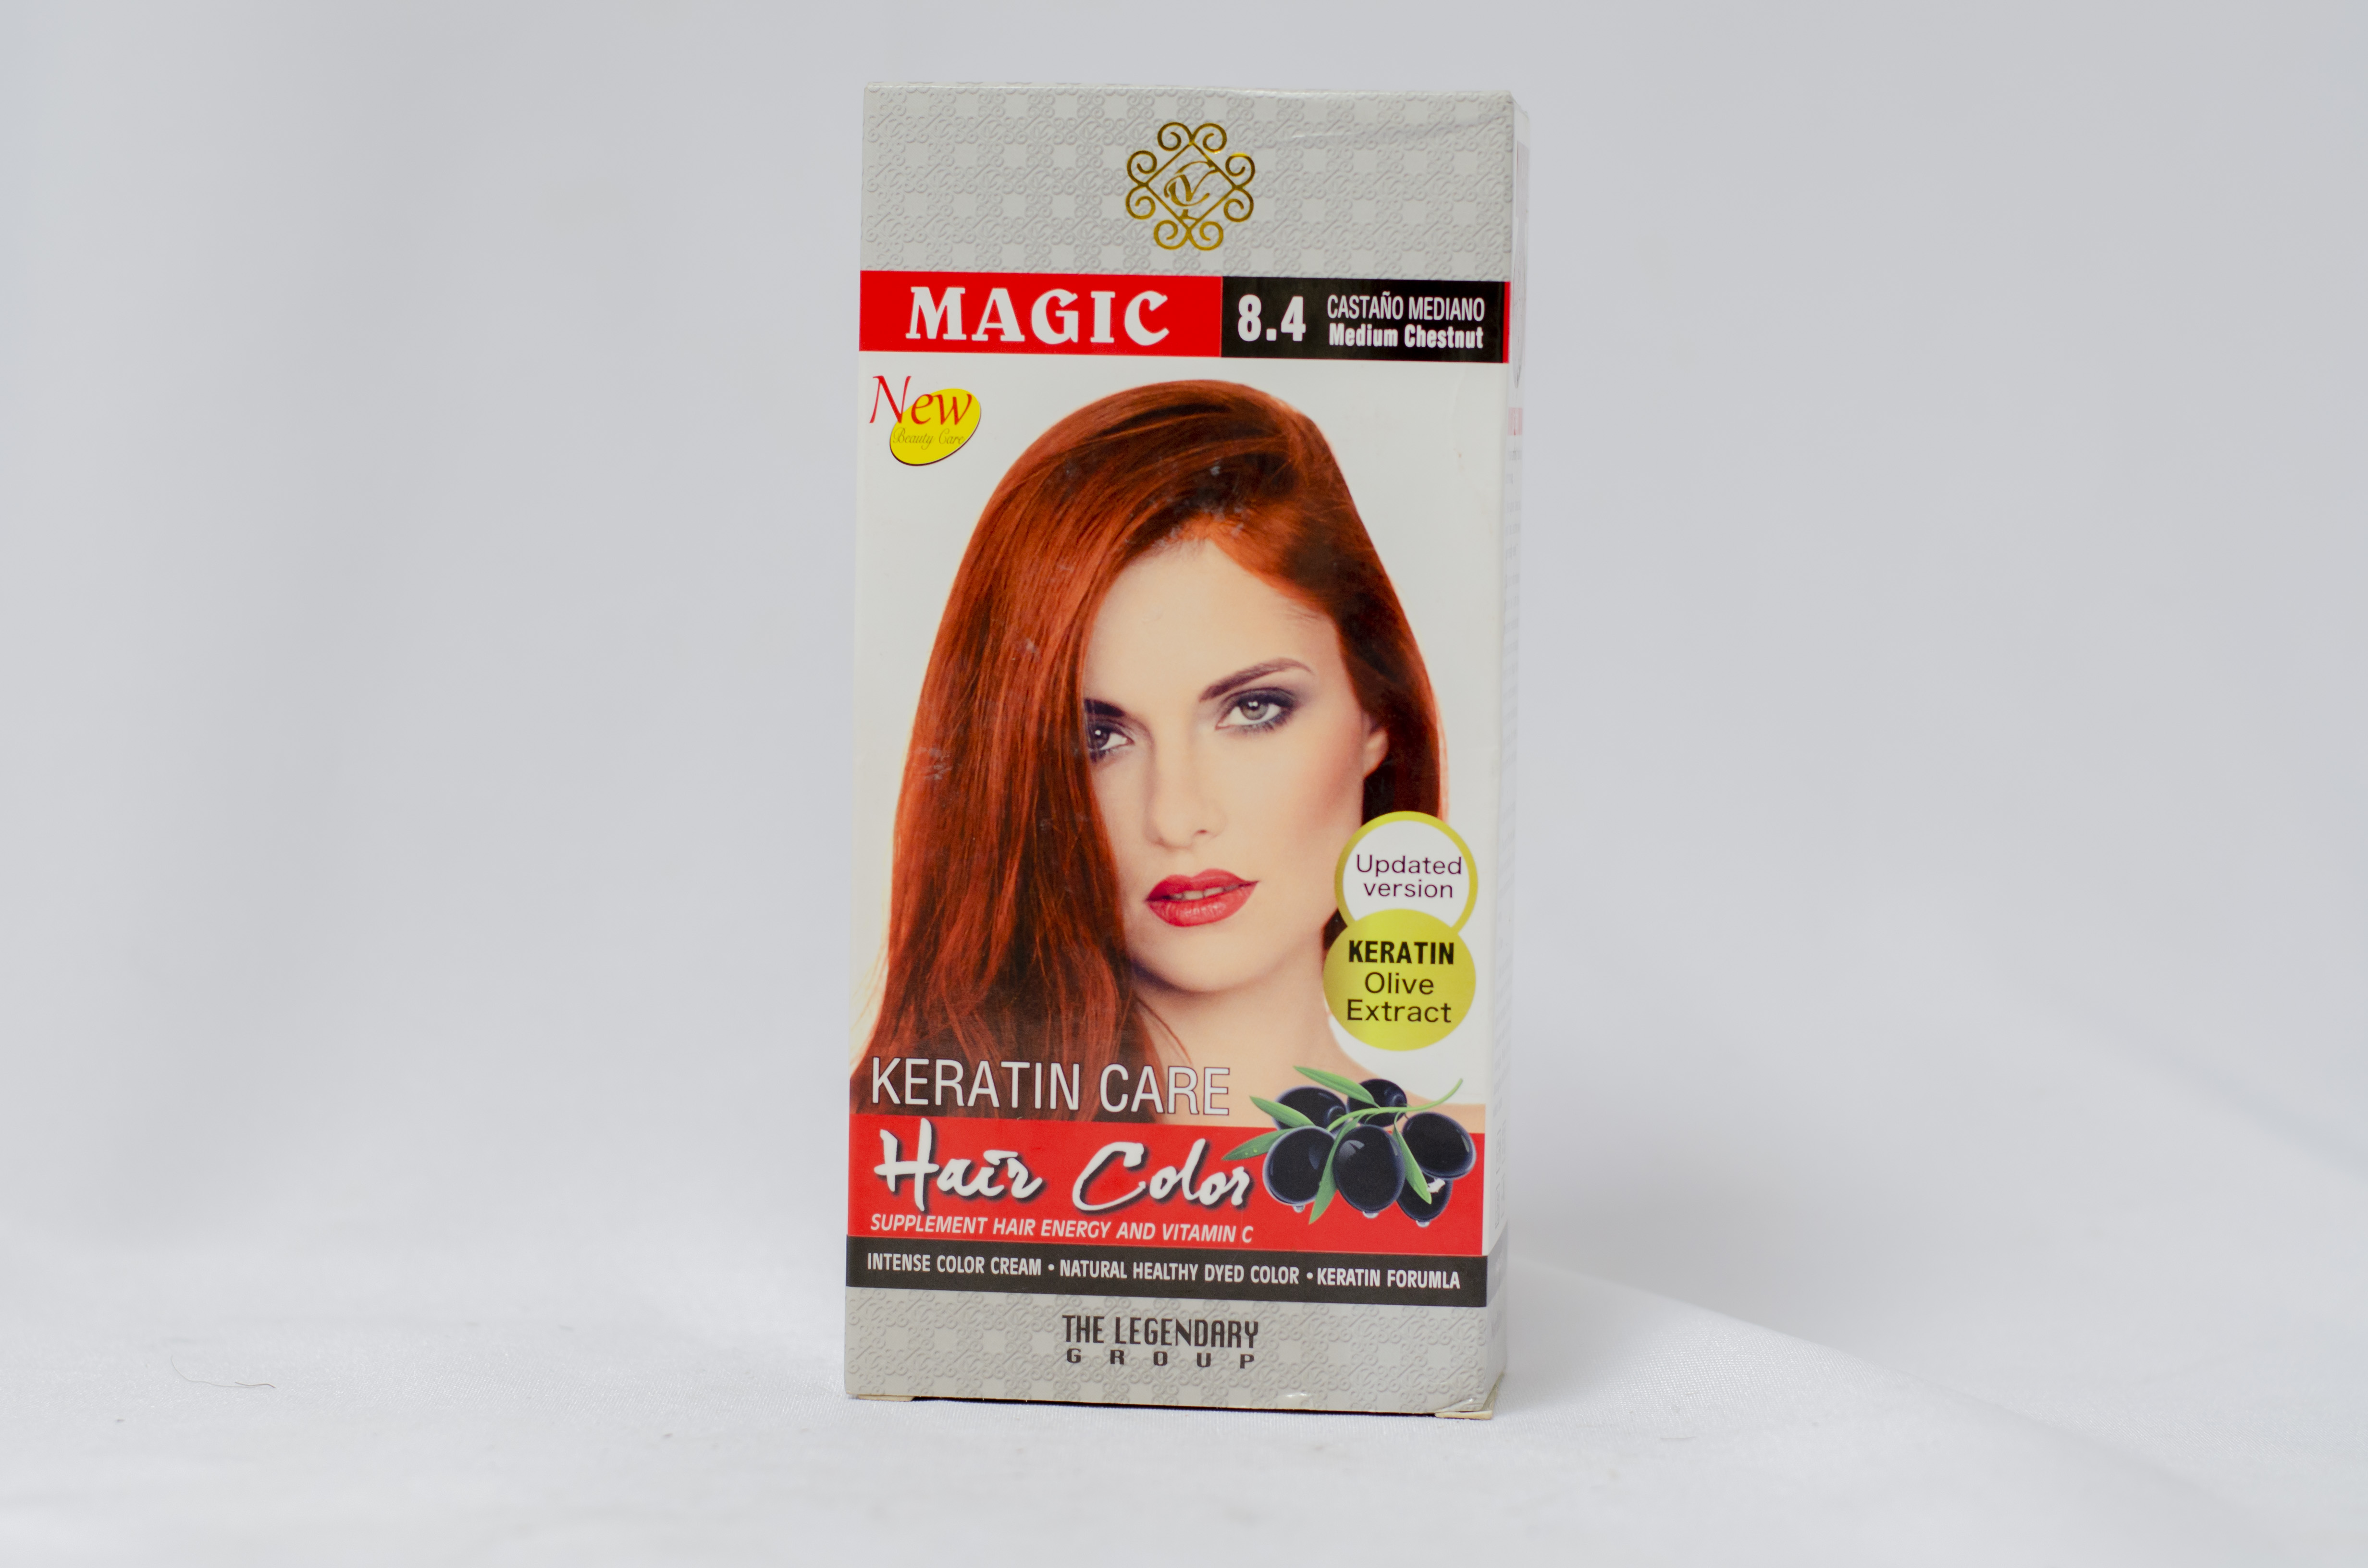 MAGIC
8.4
CASTAÑO MEDIANO
Medium Chestnut
New
Beauty Care
Updated
version
KERATIN
Olive
Extract
KERATIN CARE
Hair Color
SUPPLEMENT HAIR ENERGY AND VITAMIN C
INTENSE COLOR CREAM • NATURAL HEALTHY DYED COLOR • KERATIN FORUMLA
THE LEGENDARY
GROUP